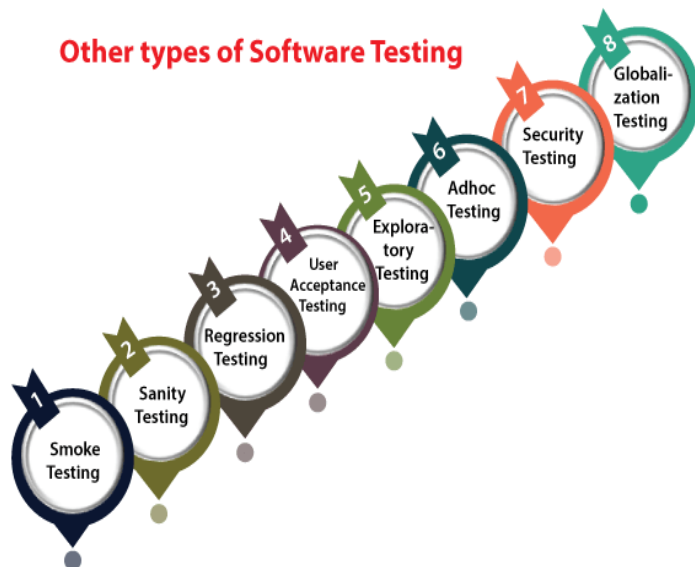 Other types of Software Testing
1
Smoke
Testing
2
Sanity
Testing
3
Regression
Testing
4
User
Acceptance
Testing
5
Explora-
tory
Testing
6
Adhoc
Testing
7
Security
Testing
8
Globali-
zation
Testing